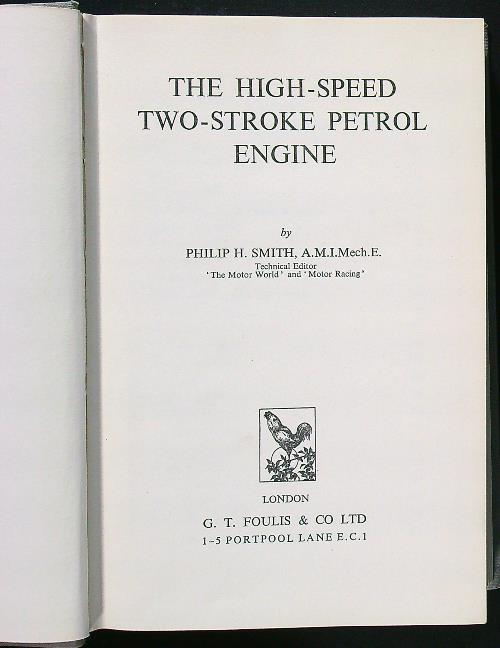 THE HIGH-SPEED
TWO-STROKE PETROL
ENGINE
by
PHILIP H. SMITH, A.M.I.Mech.E.
Technical Editor
'The Motor World' and 'Motor Racing'
LONDON
G. T. FOULIS & CO LTD
1-5 PORTPOOL LANE E.C.1